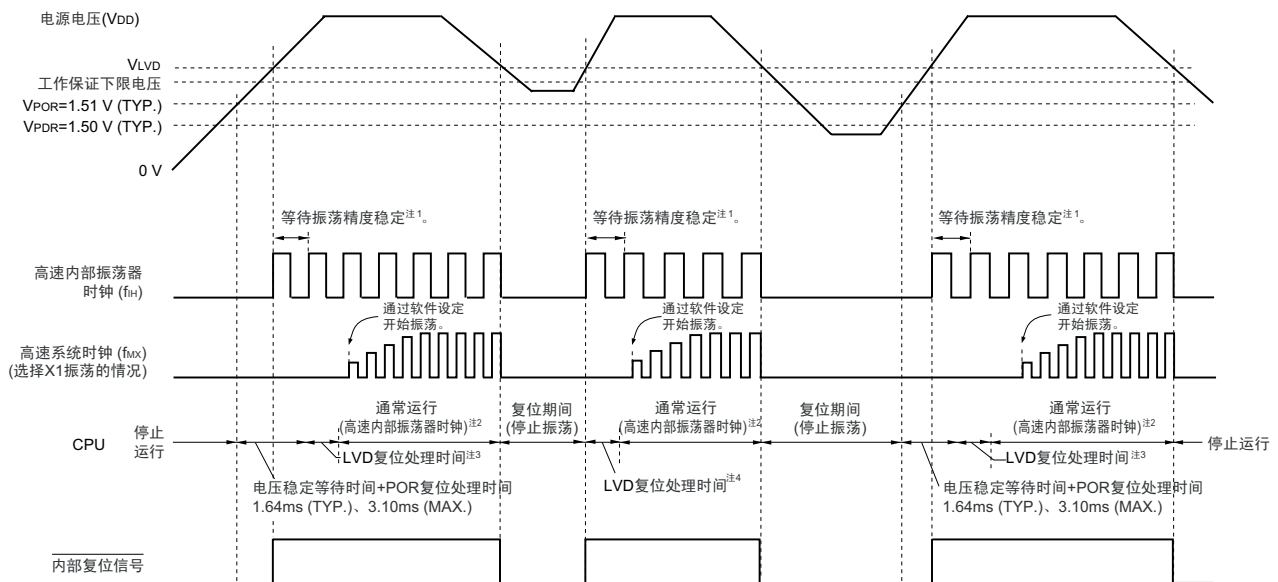 电源电压(VDD)
VLVD
工作保证下限电压
VPOR=1.51 V (TYP.)
VPDR=1.50 V (TYP.)
0 V
等待振荡精度稳定注1。
等待振荡精度稳定注1。
等待振荡精度稳定注1。
高速内部振荡器
时钟 (fIH)
通过软件设定
开始振荡。
通过软件设定
开始振荡。
通过软件设定
开始振荡。
高速系统时钟 (fMX)
(选择X1振荡的情况)
CPU
停止
运行
通常运行
(高速内部振荡器时钟)注2
复位期间
(停止振荡)
通常运行
(高速内部振荡器时钟)注2
复位期间
(停止振荡)
通常运行
(高速内部振荡器时钟)注2
停止运行
LVD复位处理时间注3
LVD复位处理时间注4
LVD复位处理时间注3
电压稳定等待时间+POR复位处理时间
1.64ms (TYP.)、3.10ms (MAX.)
电压稳定等待时间+POR复位处理时间
1.64ms (TYP.)、3.10ms (MAX.)
内部复位信号